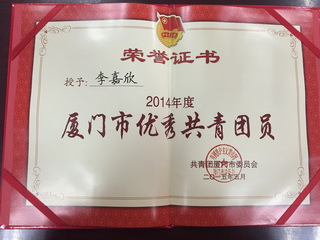 荣誉证书
授予：李嘉欣
2014年度
厦门市优秀共青团员
共青团厦门市委员会
二〇一五年五月